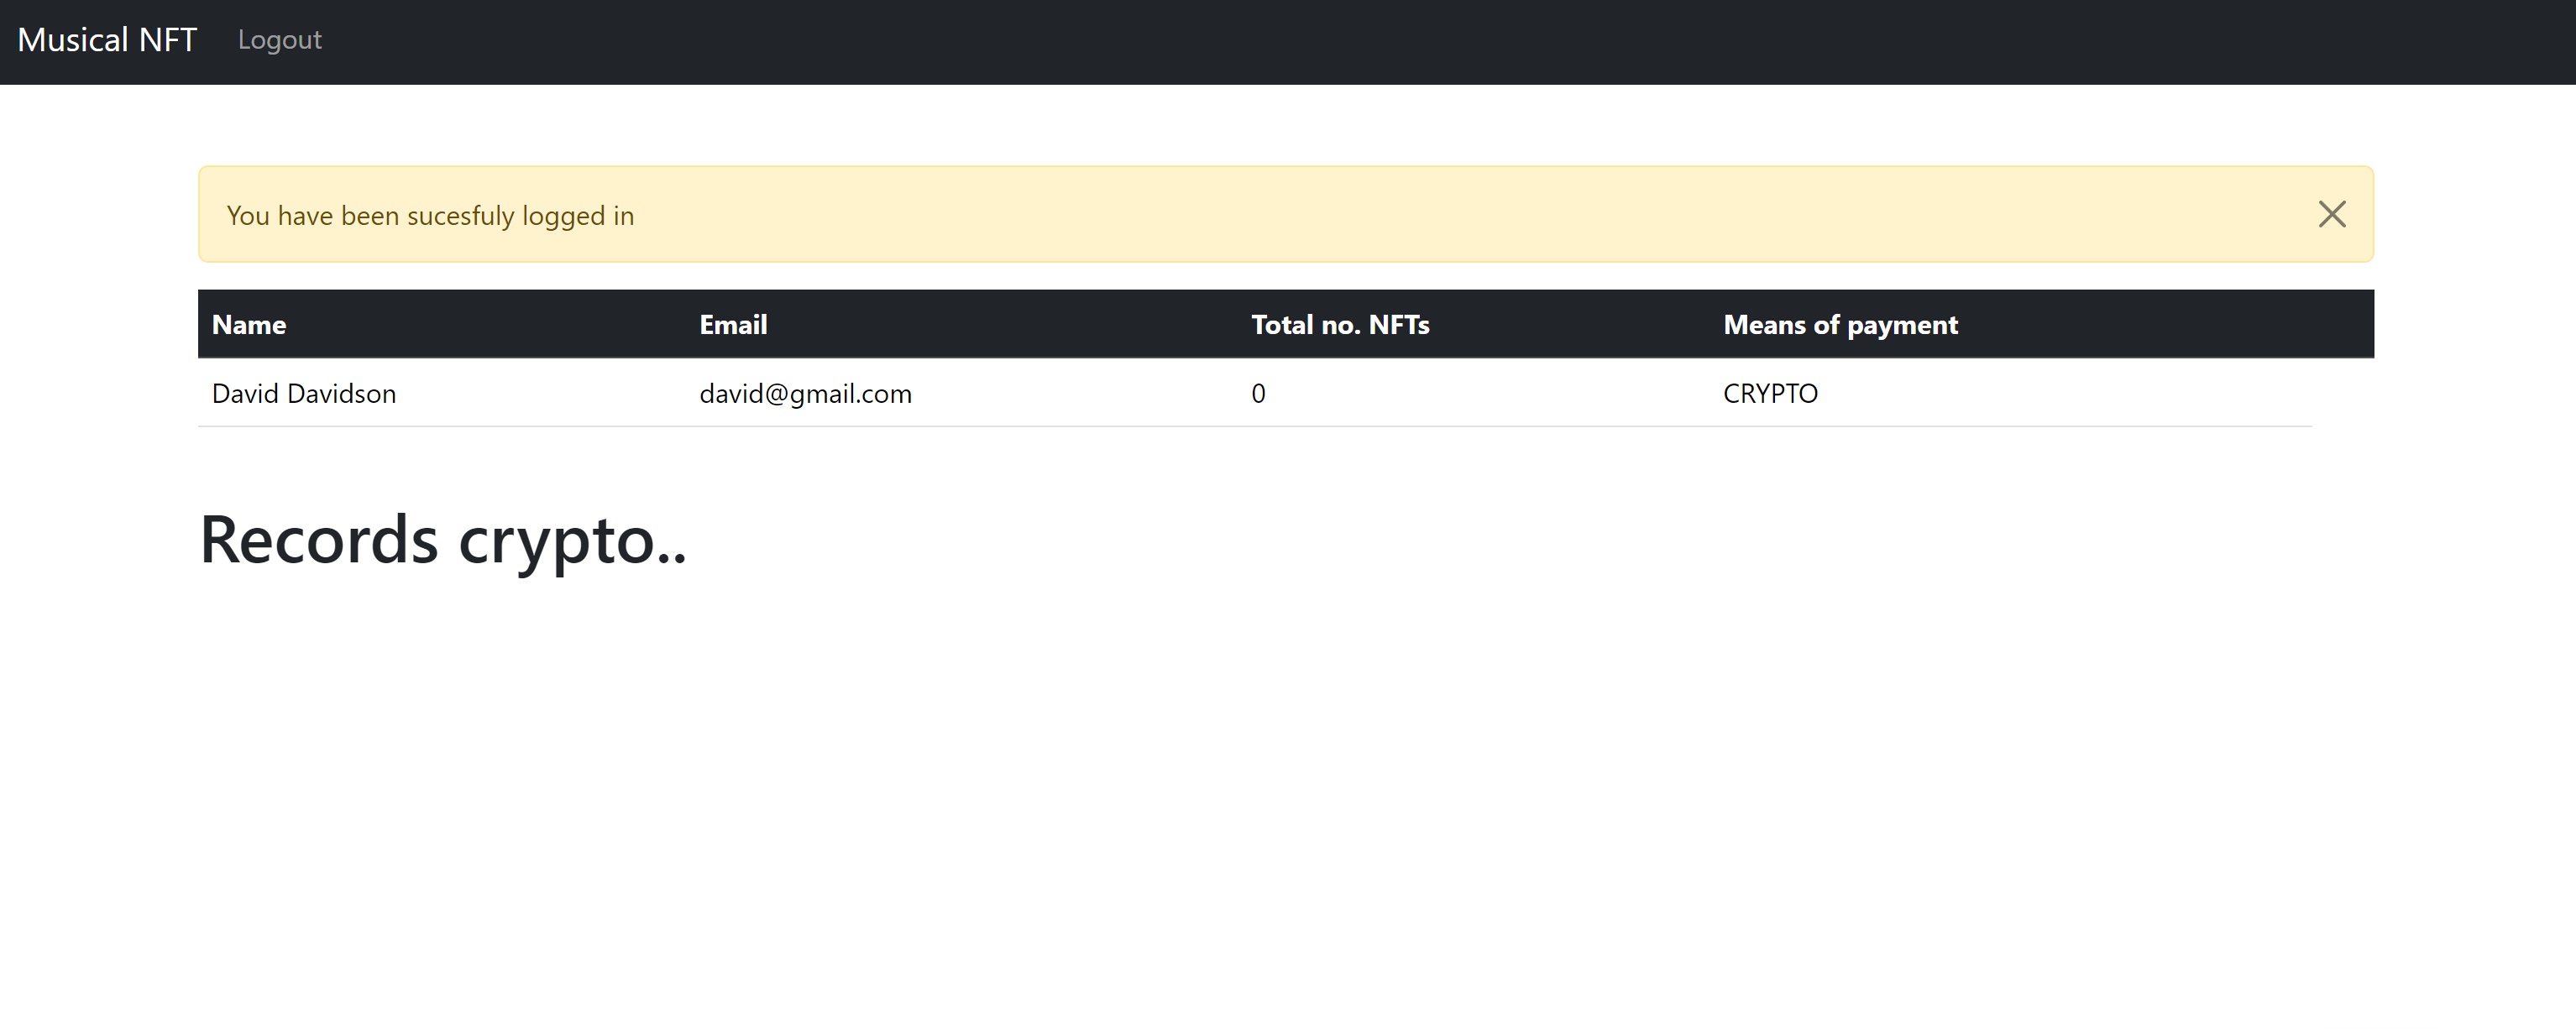 Musical NFT Logout
You have been sucesfuly logged in
Name Email Total no. NFTs Means of payment
David Davidson david@gmail.com 0 CRYPTO
Records crypto..